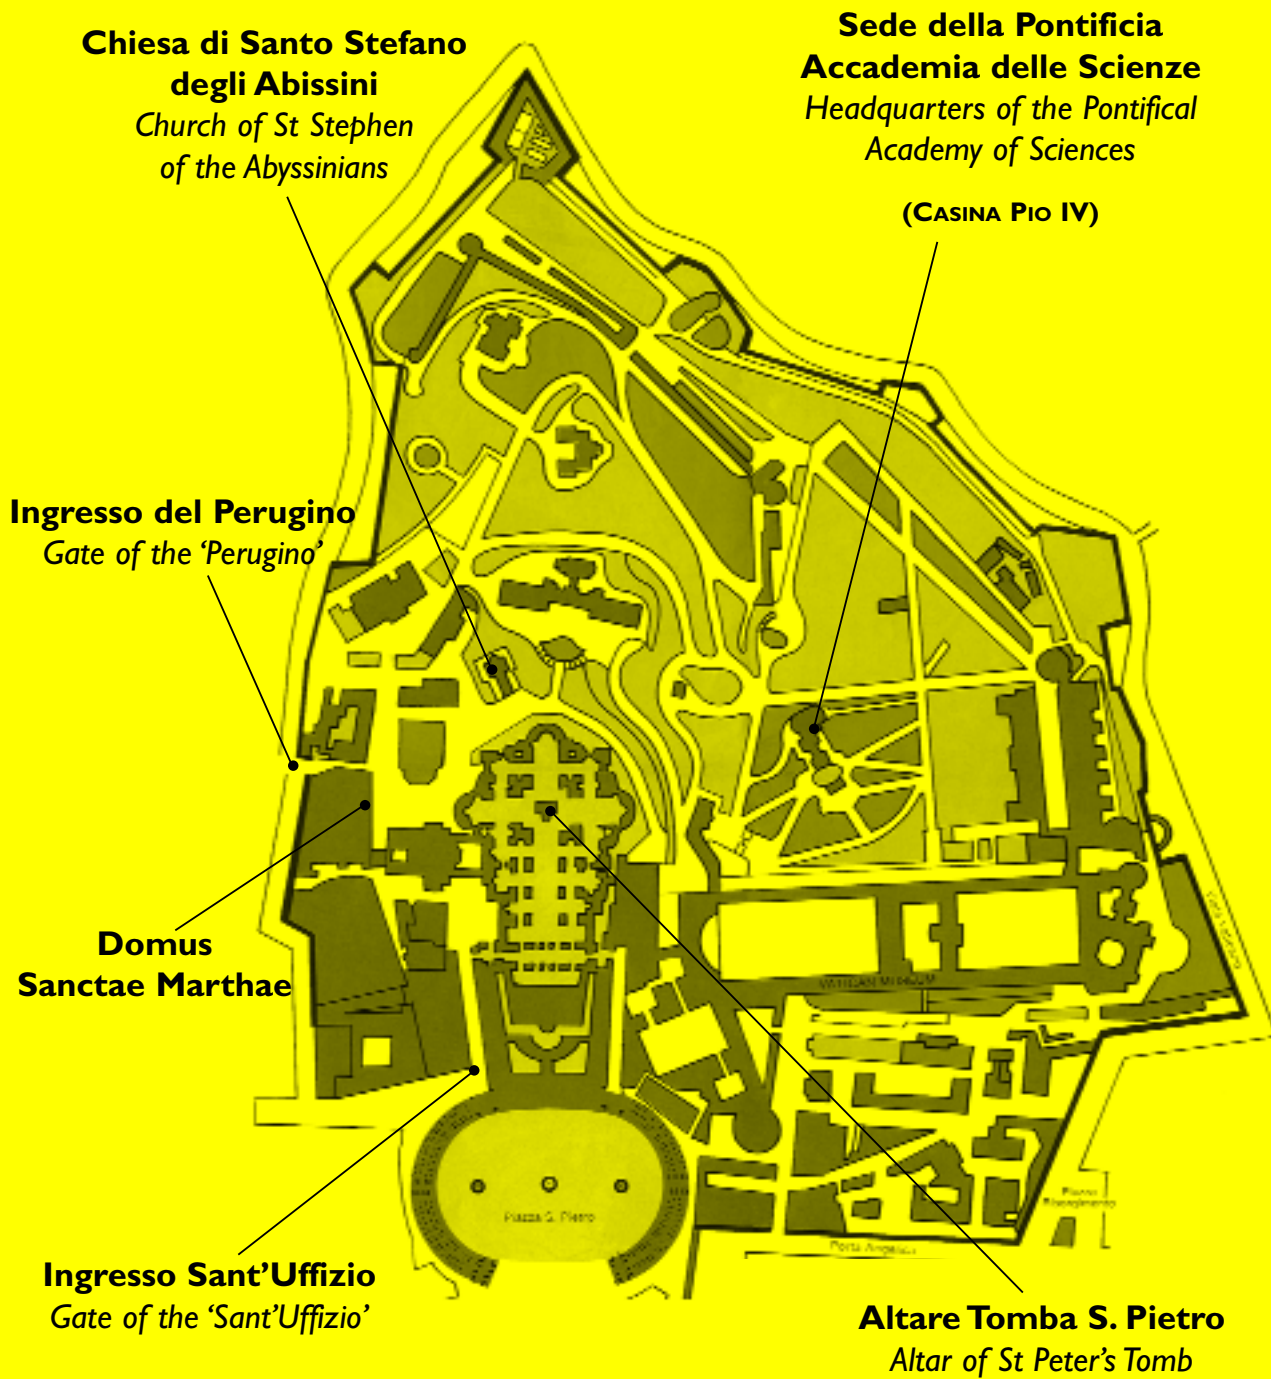 Chiesa di Santo Stefano
degli Abissini
Church of St Stephen
of the Abyssinians
Sede della Pontificia
Accademia delle Scienze
Headquarters of the Pontifical
Academy of Sciences
(Casina Pio IV)
Ingresso del Perugino
Gate of the ‘Perugino’
Domus
Sanctae Marthae
VATICAN MUSEUM
Piazza S. Pietro
Piazza
Risorgimento
Porta Angelica
Ingresso Sant’Uffizio
Gate of the ‘Sant’Uffizio’
Altare Tomba S. Pietro
Altar of St Peter’s Tomb